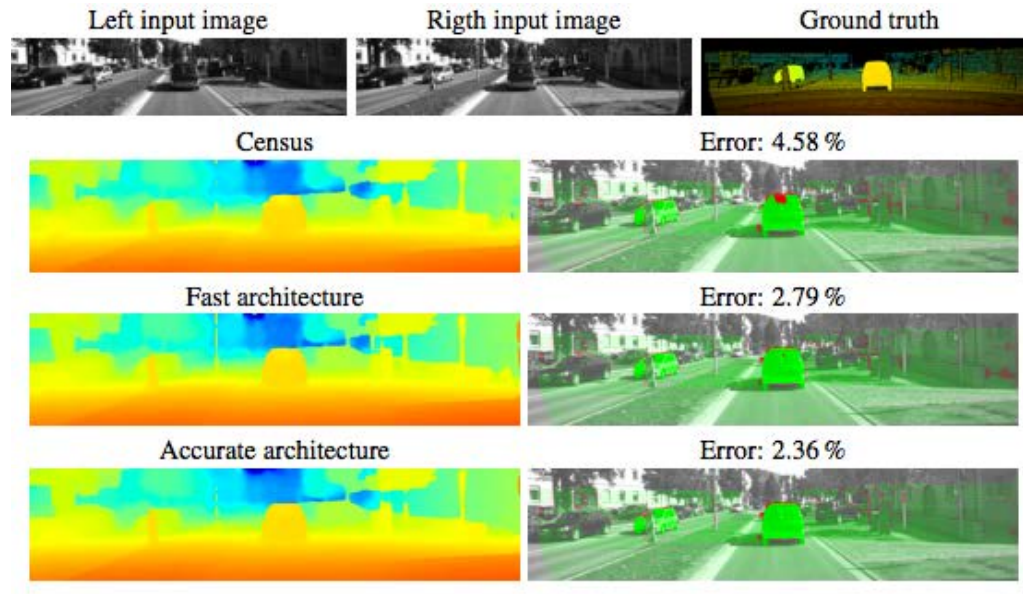 Left input image
Rigth input image
Ground truth
Census
Error: 4.58 %
Fast architecture
Error: 2.79 %
Accurate architecture
Error: 2.36 %